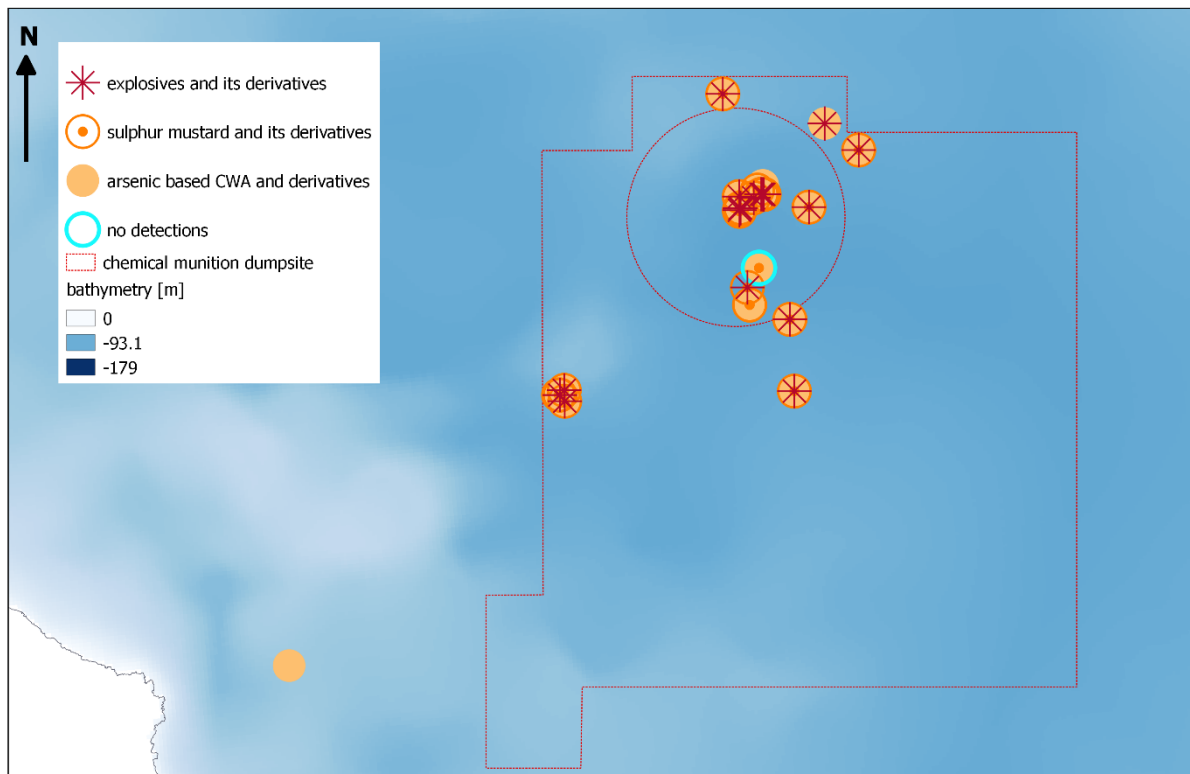 N
explosives and its derivatives
sulphur mustard and its derivatives
arsenic based CWA and derivatives
no detections
chemical munition dumpsite
bathymetry [m]
0
-93.1
-179